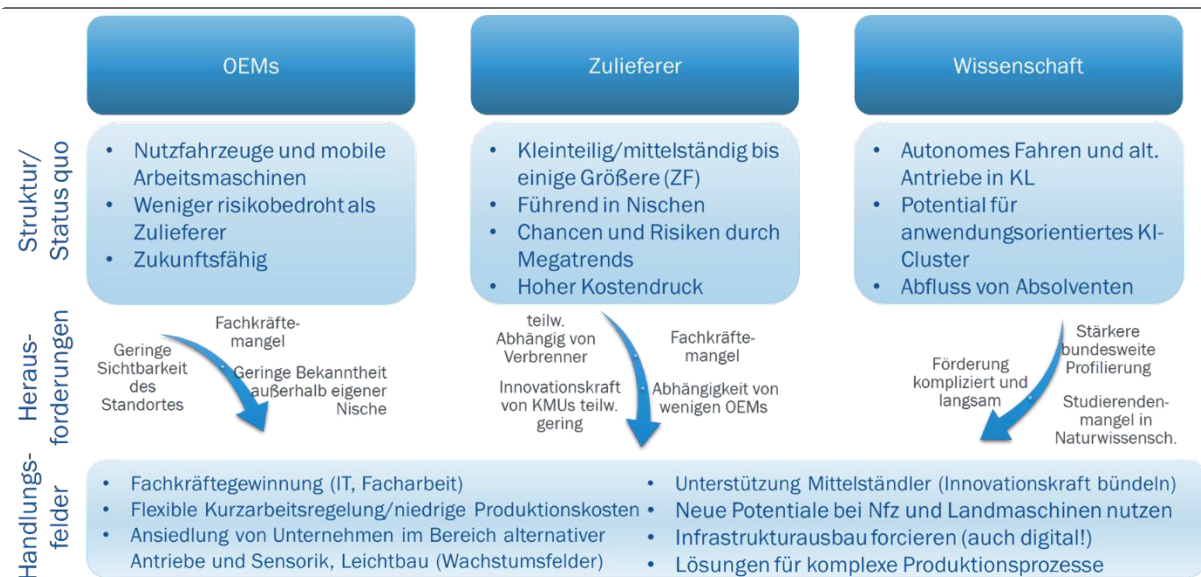 OEMs
Zulieferer
Wissenschaft
Struktur/
Status quo
• Nutzfahrzeuge und mobile
Arbeitsmaschinen
• Weniger risikobedroht als
Zulieferer
• Zukunftsfähig
• Kleinteilig/mittelständig bis
einige Größere (ZF)
• Führend in Nischen
• Chancen und Risiken durch
Megatrends
• Hoher Kostendruck
• Autonomes Fahren und alt.
Antriebe in KL
• Potential für
anwendungsorientiertes KI-
Cluster
• Abfluss von Absolventen
Heraus-
forderungen
Fachkräfte-
mangel
Geringe
Sichtbarkeit
des
Standortes
Geringe Bekanntheit
außerhalb eigener
Nische
teilw.
Abhängig von
Verbrenner
Fachkräfte-
mangel
Innovationskraft
von KMUs teilw.
gering
Abhängigkeit von
wenigen OEMs
Stärkere
bundesweite
Profilierung
Förderung
kompliziert und
langsam
Studierenden-
mangel in
Naturwissensch.
Handlungs-
felder
• Fachkräftegewinnung (IT, Facharbeit)
• Flexible Kurzarbeitsregelung/niedrige Produktionskosten
• Ansiedlung von Unternehmen im Bereich alternativer
Antriebe und Sensorik, Leichtbau (Wachstumsfelder)
• Unterstützung Mittelständler (Innovationskraft bündeln)
• Neue Potentiale bei Nfz und Landmaschinen nutzen
• Infrastrukturausbau forcieren (auch digital!)
• Lösungen für komplexe Produktionsprozesse